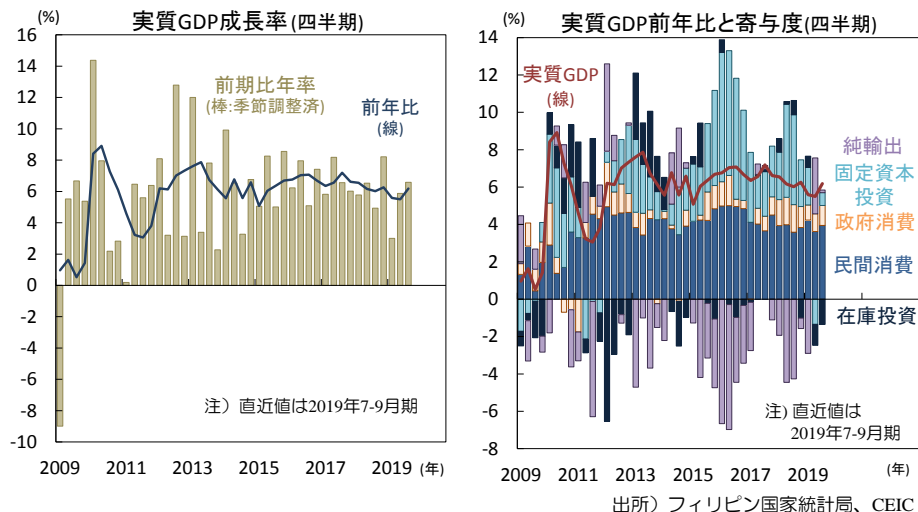 実質GDP成長率(四半期)
(%)
16
14
12
10
8
6
4
2
0
-2
-4
-6
-8
-10
前期比年率
(棒:季節調整済)
前年比
(線)
注）直近値は2019年7-9月期
2009 2011 2013 2015 2017 2019 (年)
実質GDP前年比と寄与度(四半期)
(%)
14
12
10
8
6
4
2
0
-2
-4
-6
-8
実質GDP
(線)
純輸出
固定資本
投資
政府消費
民間消費
在庫投資
注) 直近値は
2019年7-9月期
(年)
2009 2011 2013 2015 2017 2019
出所）フィリピン国家統計局、CEIC